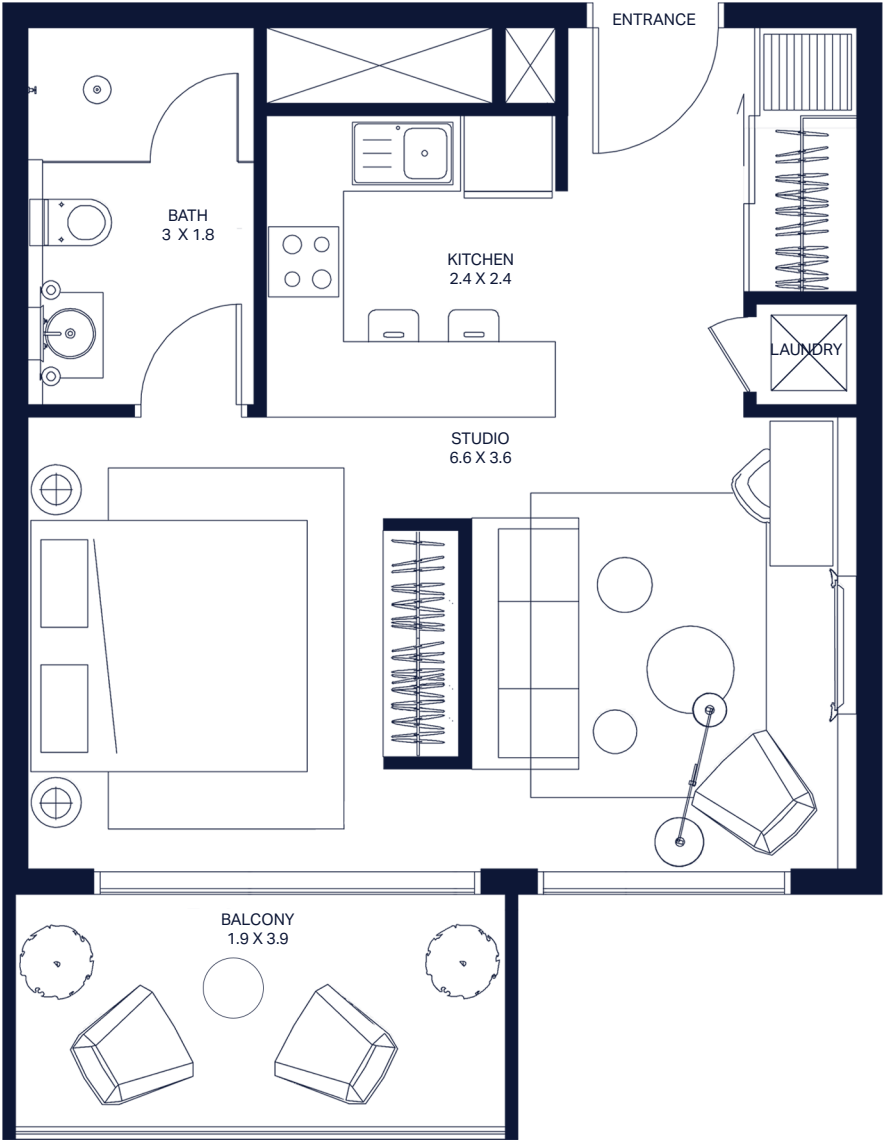 ENTRANCE
BATH
3 X 1.8
KITCHEN
2.4 X 2.4
LAUNDRY
STUDIO
6.6 X 3.6
BALCONY
1.9 X 3.9